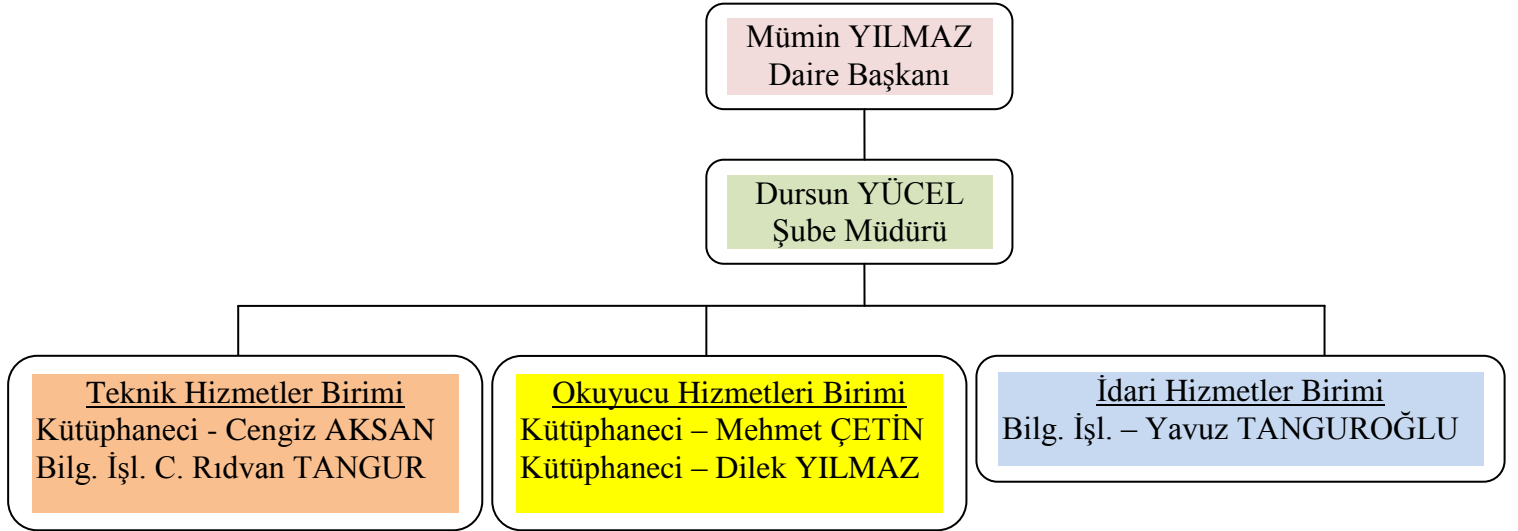 Mümin YILMAZ
Daire Başkanı
Dursun YÜCEL
Şube Müdürü
Teknik Hizmetler Birimi
Kütüphaneci - Cengiz AKSAN
Bilg. İşl. C. Rıdvan TANGUR
Okuyucu Hizmetleri Birimi
Kütüphaneci – Mehmet ÇETİN
Kütüphaneci – Dilek YILMAZ
İdari Hizmetler Birimi
Bilg. İşl. – Yavuz TANGUROĞLU